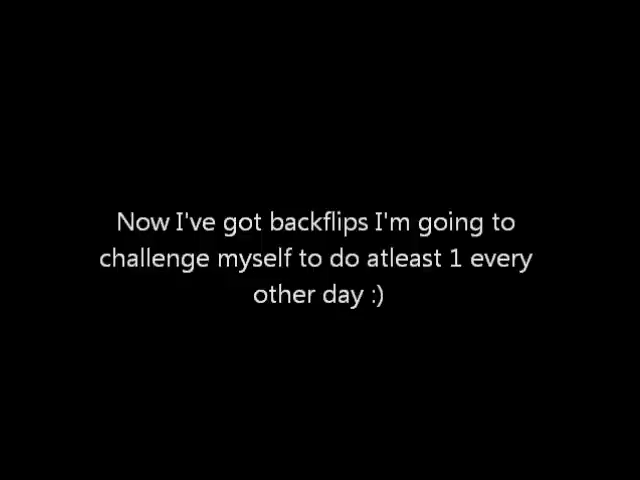 Now I've got backflips I'm going to
challenge myself to do atleast 1 every
other day :)